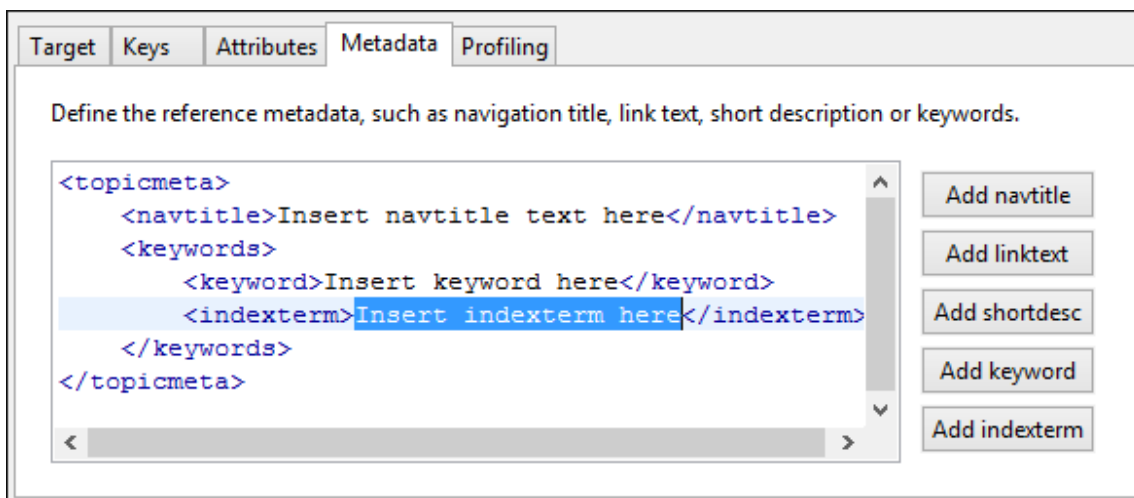 Target Keys Attributes Metadata Profiling
Define the reference metadata, such as navigation title, link text, short description or keywords.
<topicmeta>
<navtitle>Insert navtitle text here</navtitle>
<keywords>
<keyword>Insert keyword here</keyword>
<indexterm>Insert indexterm here</indexterm>
</keywords>
</topicmeta>
Add navtitle
Add linktext
Add shortdesc
Add keyword
Add indexterm